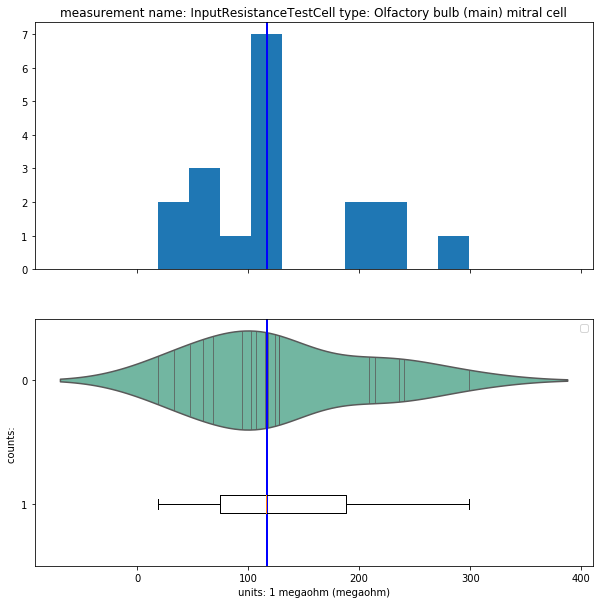 measurement name: InputResistanceTestCell type: Olfactory bulb (main) mitral cell
7
6
5
4
3
2
1
0
0
counts:
1
0 100 200 300 400
units: 1 megaohm (megaohm)